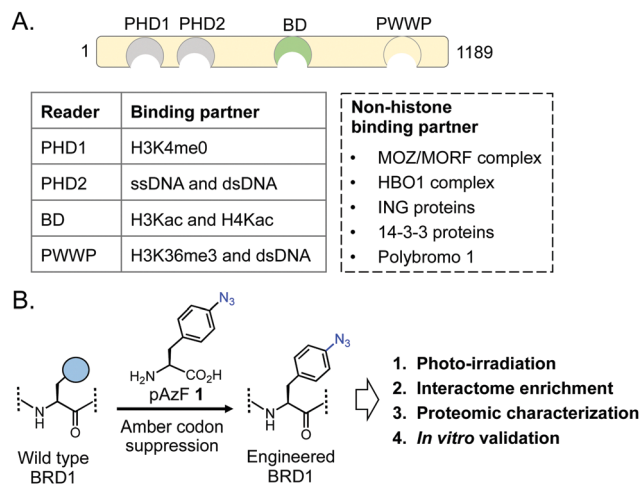 A.
PHD1 PHD2 BD PWWP
1 1189
Reader Binding partner
PHD1 H3K4me0
PHD2 ssDNA and dsDNA
BD H3Kac and H4Kac
PWWP H3K36me3 and dsDNA
Non-histone
binding partner
• MOZ/MORF complex
• HBO1 complex
• ING proteins
• 14-3-3 proteins
• Polybromo 1
B.
N3
H2N CO2H
pAzF 1
Amber codon
suppression
N
H
O
Wild type
BRD1
N3
N
H
O
Engineered
BRD1
1. Photo-irradiation
2. Interactome enrichment
3. Proteomic characterization
4. In vitro validation